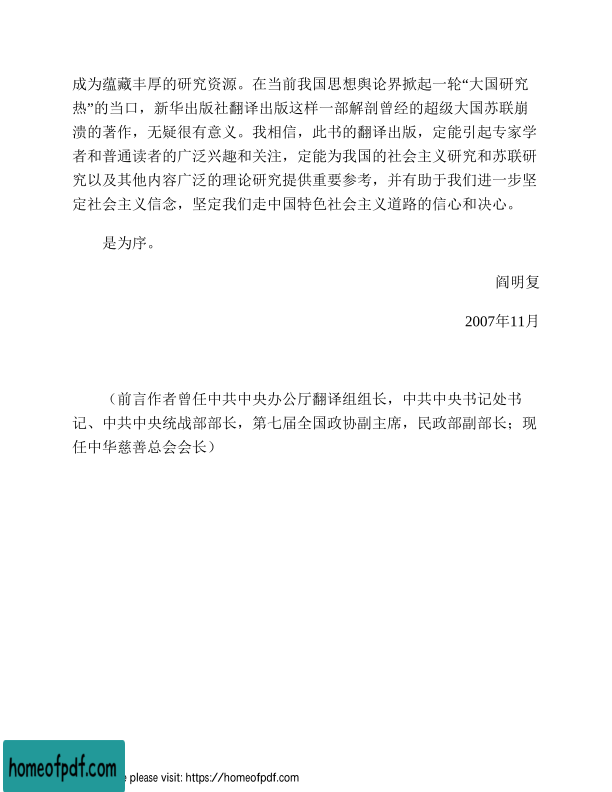 成为蕴藏丰厚的研究资源。在当前我国思想舆论界掀起一轮“大国研究
热”的当口，新华出版社翻译出版这样一部解剖曾经的超级大国苏联崩
溃的著作，无疑很有意义。我相信，此书的翻译出版，定能引起专家学
者和普通读者的广泛兴趣和关注，定能为我国的社会主义研究和苏联研
究以及其他内容广泛的理论研究提供重要参考，并有助于我们进一步坚
定社会主义信念，坚定我们走中国特色社会主义道路的信心和决心。
是为序。
阎明复
2007年11月
（前言作者曾任中共中央办公厅翻译组组长，中共中央书记处书
记、中共中央统战部部长，第七届全国政协副主席，民政部副部长；现
任中华慈善总会会长）
homeofpdf.com
please visit: https://homeofpdf.com